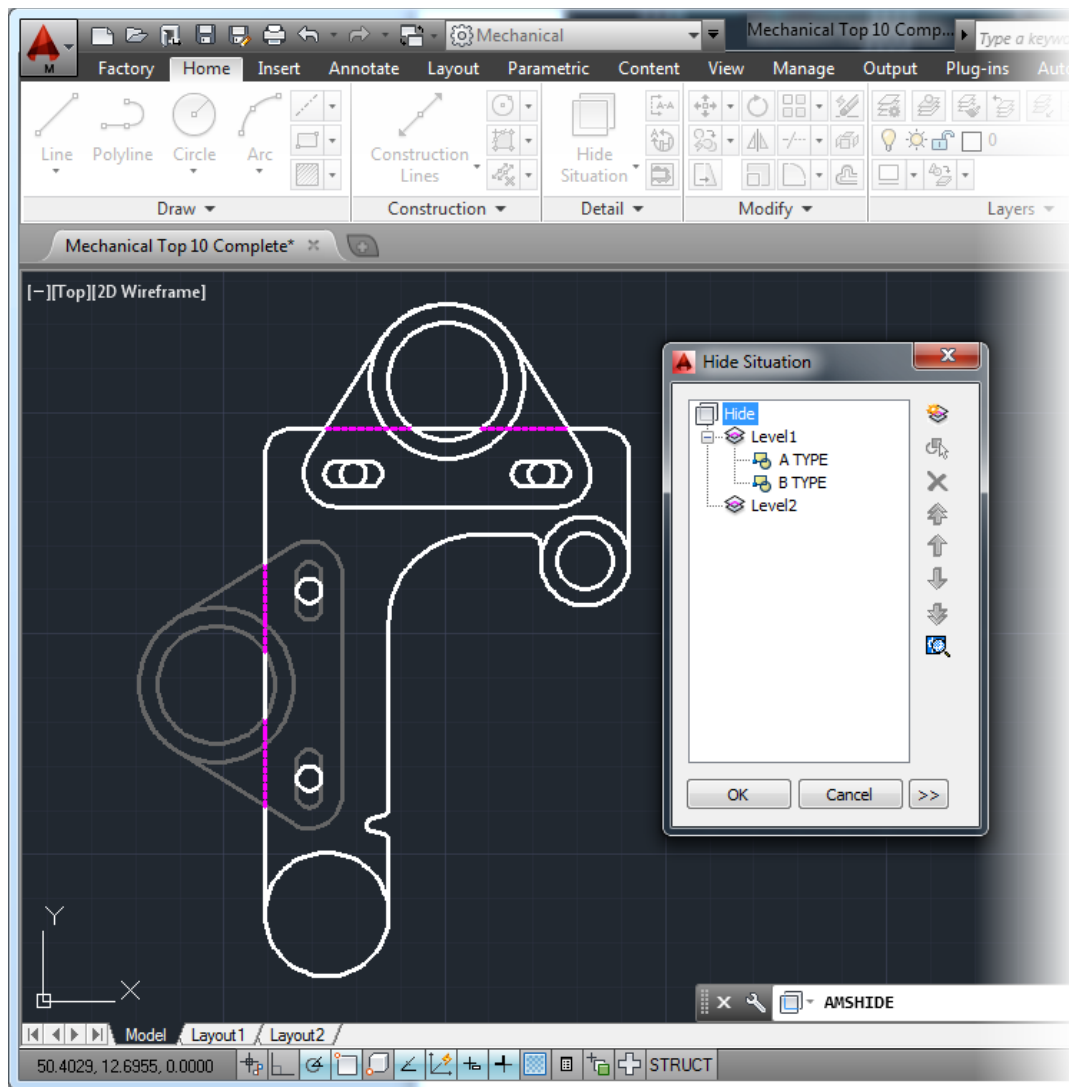 Mechanical
Mechanical Top 10 Comp...
Type a keywo
M
Factory Home Insert Annotate Layout Parametric Content View Manage Output Plug-ins Aut
Line Polyline Circle Arc
Construction Lines
Hide Situation
0
Draw Construction Detail Modify Layers
Mechanical Top 10 Complete*
[−][Top][2D Wireframe]
Hide Situation
Hide
Level1
A TYPE
B TYPE
Level2
OK Cancel >>
Y
X
AMSHIDE
Model Layout1 Layout2
50.4029, 12.6955, 0.0000 STRUCT